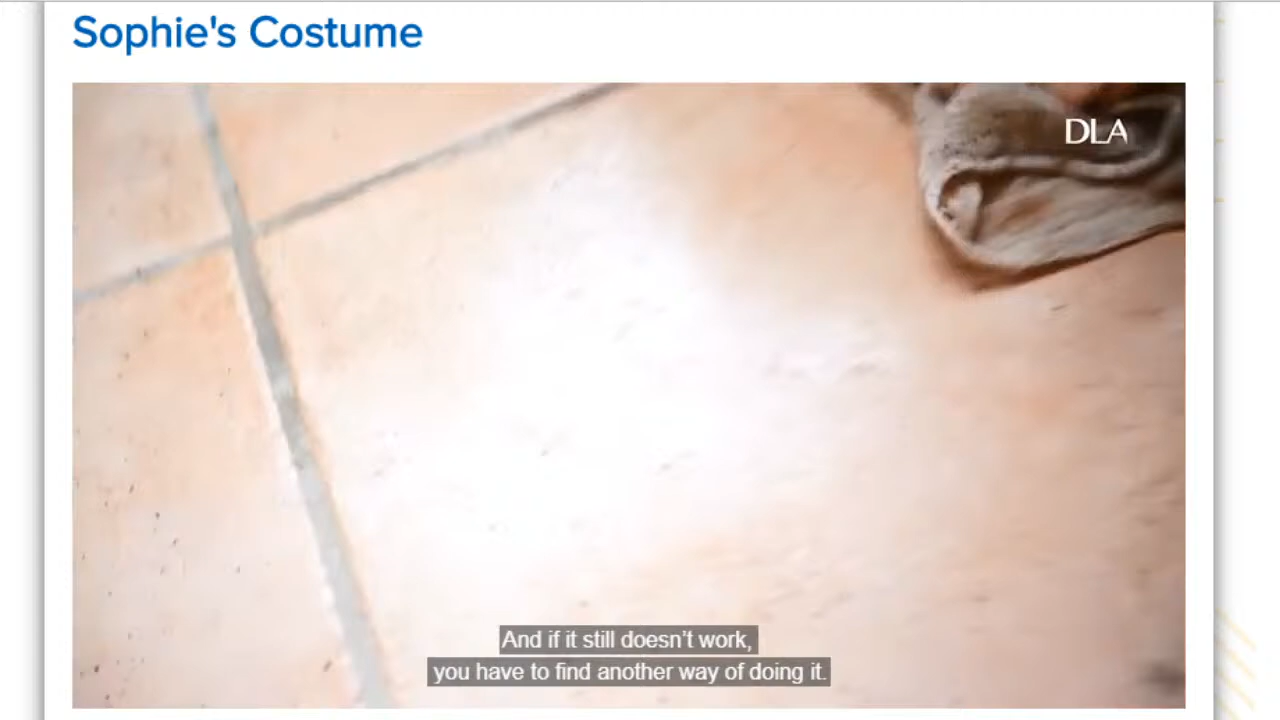 Sophie's Costume
DLA
And if it still doesn't work,
you have to find another way of doing it.